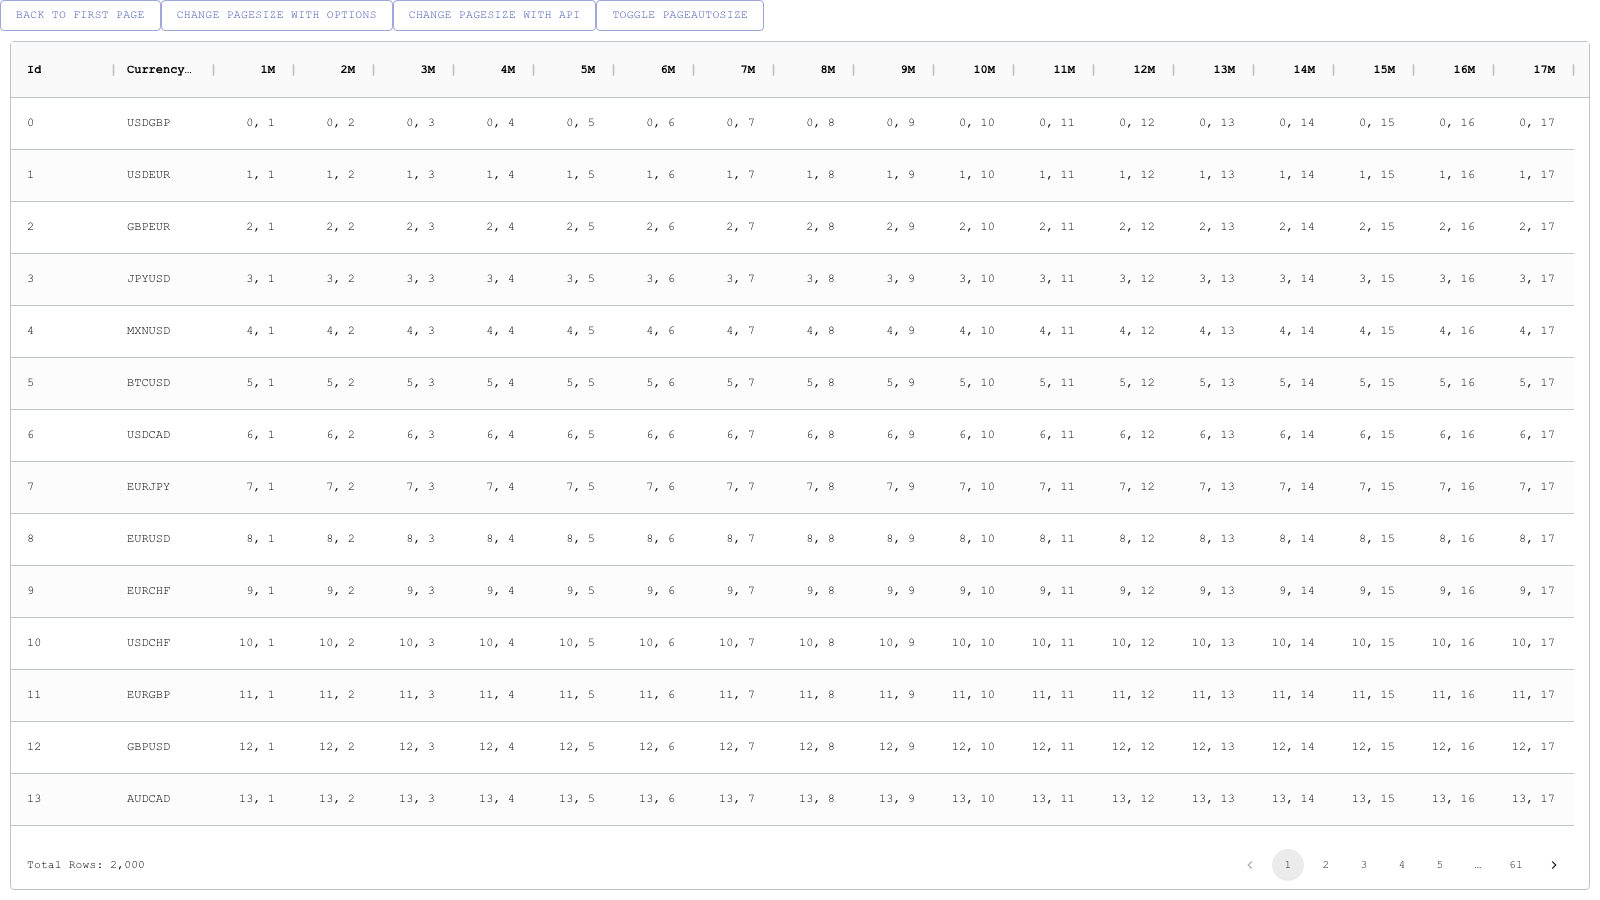 BACK TO FIRST PAGE CHANGE PAGESIZE WITH OPTIONS CHANGE PAGESIZE WITH API TOGGLE PAGEAUTOSIZE
Id Currency… 1M 2M 3M 4M 5M 6M 7M 8M 9M 10M 11M 12M 13M 14M 15M 16M 17M
0 USDGBP 0, 1 0, 2 0, 3 0, 4 0, 5 0, 6 0, 7 0, 8 0, 9 0, 10 0, 11 0, 12 0, 13 0, 14 0, 15 0, 16 0, 17
1 USDEUR 1, 1 1, 2 1, 3 1, 4 1, 5 1, 6 1, 7 1, 8 1, 9 1, 10 1, 11 1, 12 1, 13 1, 14 1, 15 1, 16 1, 17
2 GBPEUR 2, 1 2, 2 2, 3 2, 4 2, 5 2, 6 2, 7 2, 8 2, 9 2, 10 2, 11 2, 12 2, 13 2, 14 2, 15 2, 16 2, 17
3 JPYUSD 3, 1 3, 2 3, 3 3, 4 3, 5 3, 6 3, 7 3, 8 3, 9 3, 10 3, 11 3, 12 3, 13 3, 14 3, 15 3, 16 3, 17
4 MXNUSD 4, 1 4, 2 4, 3 4, 4 4, 5 4, 6 4, 7 4, 8 4, 9 4, 10 4, 11 4, 12 4, 13 4, 14 4, 15 4, 16 4, 17
5 BTCUSD 5, 1 5, 2 5, 3 5, 4 5, 5 5, 6 5, 7 5, 8 5, 9 5, 10 5, 11 5, 12 5, 13 5, 14 5, 15 5, 16 5, 17
6 USDCAD 6, 1 6, 2 6, 3 6, 4 6, 5 6, 6 6, 7 6, 8 6, 9 6, 10 6, 11 6, 12 6, 13 6, 14 6, 15 6, 16 6, 17
7 EURJPY 7, 1 7, 2 7, 3 7, 4 7, 5 7, 6 7, 7 7, 8 7, 9 7, 10 7, 11 7, 12 7, 13 7, 14 7, 15 7, 16 7, 17
8 EURUSD 8, 1 8, 2 8, 3 8, 4 8, 5 8, 6 8, 7 8, 8 8, 9 8, 10 8, 11 8, 12 8, 13 8, 14 8, 15 8, 16 8, 17
9 EURCHF 9, 1 9, 2 9, 3 9, 4 9, 5 9, 6 9, 7 9, 8 9, 9 9, 10 9, 11 9, 12 9, 13 9, 14 9, 15 9, 16 9, 17
10 USDCHF 10, 1 10, 2 10, 3 10, 4 10, 5 10, 6 10, 7 10, 8 10, 9 10, 10 10, 11 10, 12 10, 13 10, 14 10, 15 10, 16 10, 17
11 EURGBP 11, 1 11, 2 11, 3 11, 4 11, 5 11, 6 11, 7 11, 8 11, 9 11, 10 11, 11 11, 12 11, 13 11, 14 11, 15 11, 16 11, 17
12 GBPUSD 12, 1 12, 2 12, 3 12, 4 12, 5 12, 6 12, 7 12, 8 12, 9 12, 10 12, 11 12, 12 12, 13 12, 14 12, 15 12, 16 12, 17
13 AUDCAD 13, 1 13, 2 13, 3 13, 4 13, 5 13, 6 13, 7 13, 8 13, 9 13, 10 13, 11 13, 12 13, 13 13, 14 13, 15 13, 16 13, 17
Total Rows: 2,000 1 2 3 4 5 … 61